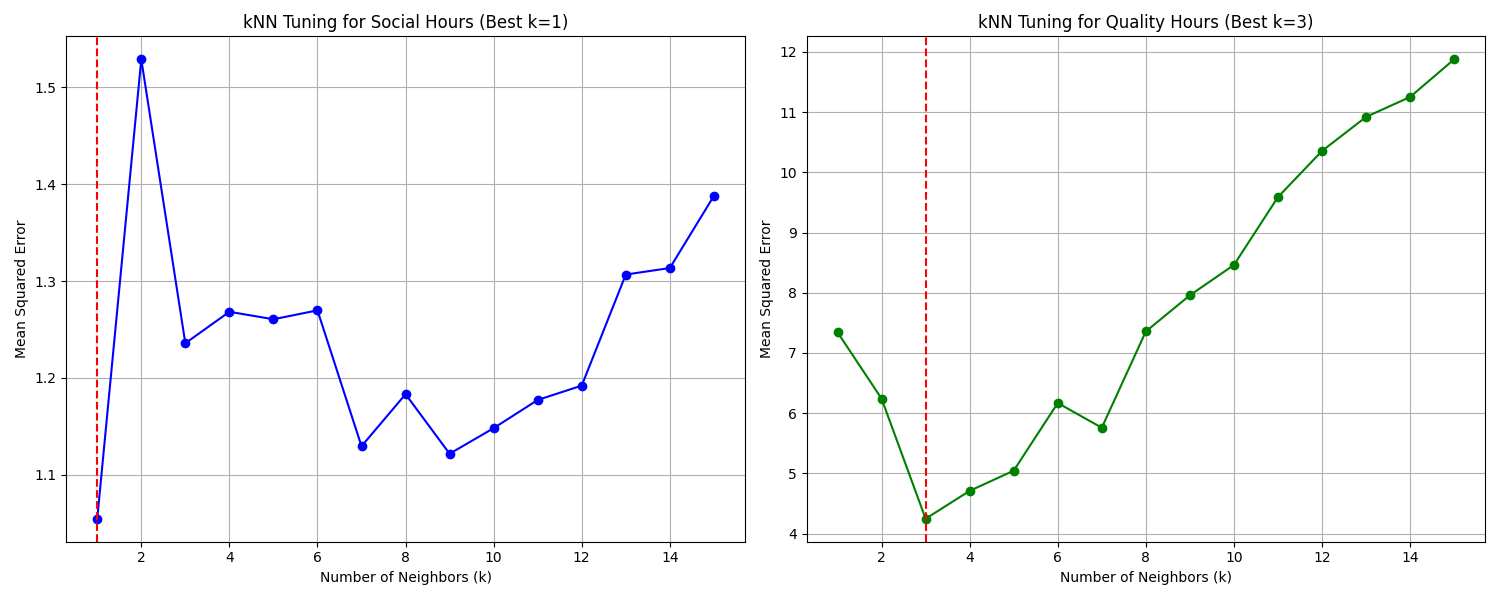 kNN Tuning for Social Hours (Best k=1)
Mean Squared Error
1.5
1.4
1.3
1.2
1.1
2 4 6 8 10 12 14
Number of Neighbors (k)
kNN Tuning for Quality Hours (Best k=3)
Mean Squared Error
12
11
10
9
8
7
6
5
4
2 4 6 8 10 12 14
Number of Neighbors (k)